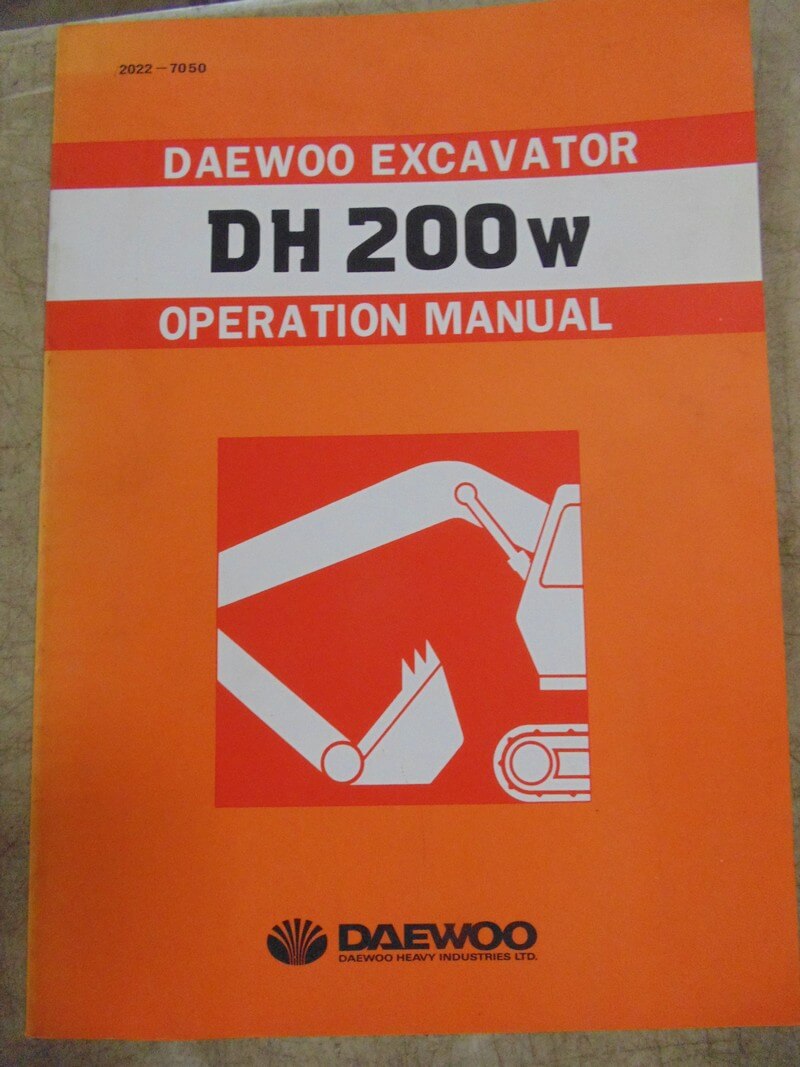 2022-7050
DAEWOO EXCAVATOR
DH 200W
OPERATION MANUAL
DAEWOO
DAEWOO HEAVY INDUSTRIES LTD.